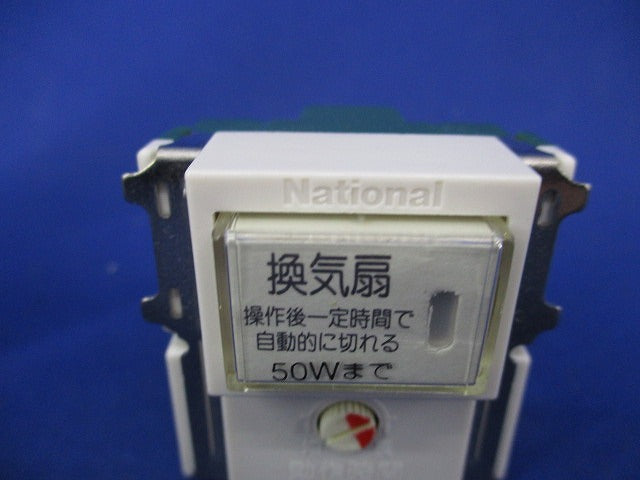 National
換気扇
操作後一定時間で
自動的に切れる
50Wまで